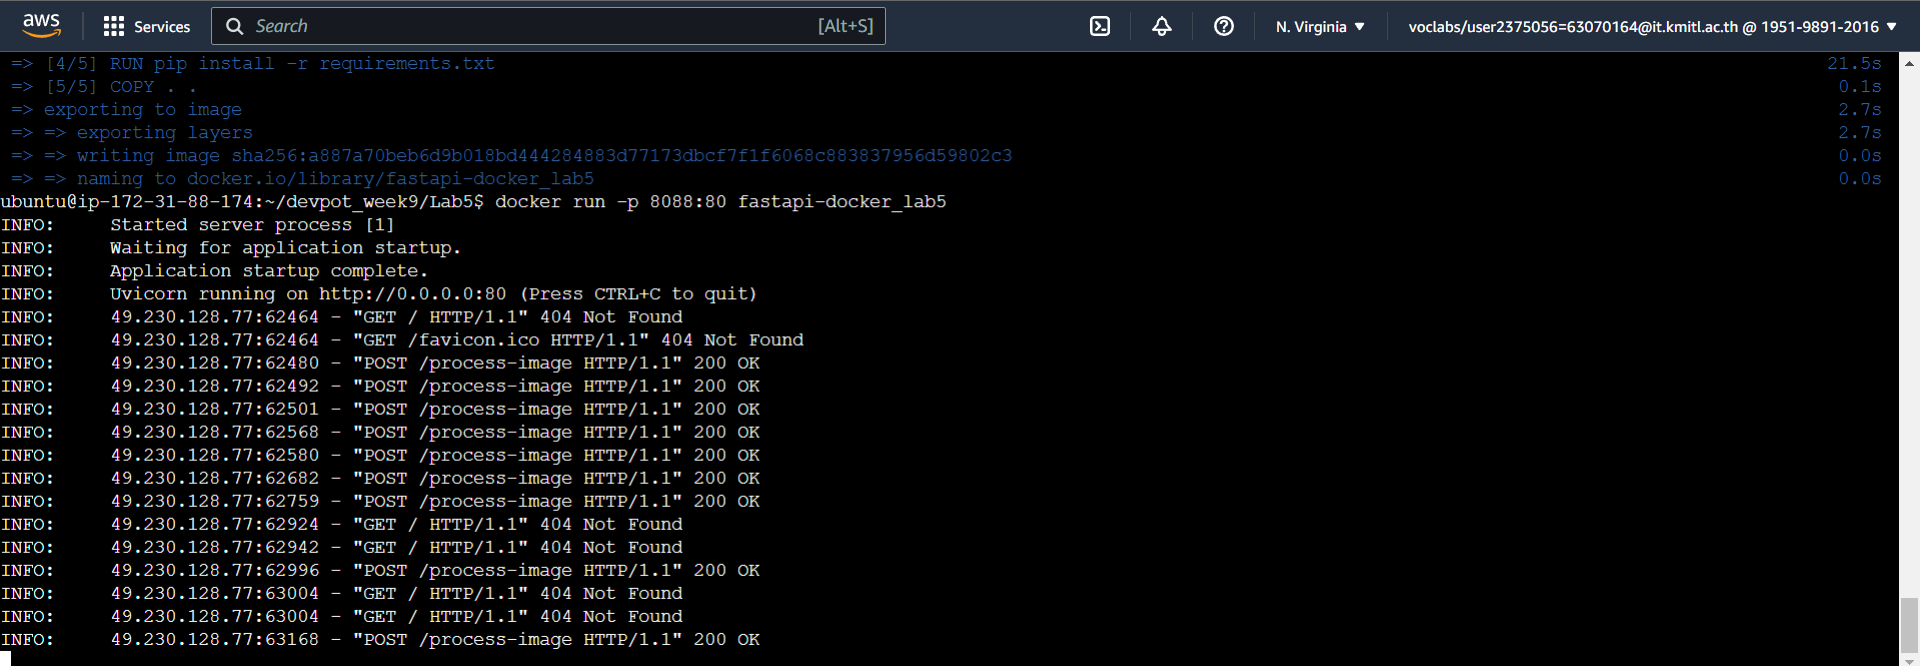 aws Services Search [Alt+S] N. Virginia voclabs/user2375056=63070164@it.kmitl.ac.th @ 1951-9891-2016
=> [4/5] RUN pip install -r requirements.txt 21.5s
=> [5/5] COPY . . 0.1s
=> exporting to image 2.7s
=> => exporting layers 2.7s
=> => writing image sha256:a887a70beb6d9b018bd444284883d77173dbcf7f1f6068c883837956d59802c3 0.0s
=> => naming to docker.io/library/fastapi-docker_lab5 0.0s
ubuntu@ip-172-31-88-174:~/devpot_week9/Lab5$ docker run -p 8088:80 fastapi-docker_lab5
INFO: Started server process [1]
INFO: Waiting for application startup.
INFO: Application startup complete.
INFO: Uvicorn running on http://0.0.0.0:80 (Press CTRL+C to quit)
INFO: 49.230.128.77:62464 - "GET / HTTP/1.1" 404 Not Found
INFO: 49.230.128.77:62464 - "GET /favicon.ico HTTP/1.1" 404 Not Found
INFO: 49.230.128.77:62480 - "POST /process-image HTTP/1.1" 200 OK
INFO: 49.230.128.77:62492 - "POST /process-image HTTP/1.1" 200 OK
INFO: 49.230.128.77:62501 - "POST /process-image HTTP/1.1" 200 OK
INFO: 49.230.128.77:62568 - "POST /process-image HTTP/1.1" 200 OK
INFO: 49.230.128.77:62580 - "POST /process-image HTTP/1.1" 200 OK
INFO: 49.230.128.77:62682 - "POST /process-image HTTP/1.1" 200 OK
INFO: 49.230.128.77:62759 - "POST /process-image HTTP/1.1" 200 OK
INFO: 49.230.128.77:62924 - "GET / HTTP/1.1" 404 Not Found
INFO: 49.230.128.77:62942 - "GET / HTTP/1.1" 404 Not Found
INFO: 49.230.128.77:62996 - "POST /process-image HTTP/1.1" 200 OK
INFO: 49.230.128.77:63004 - "GET / HTTP/1.1" 404 Not Found
INFO: 49.230.128.77:63004 - "GET / HTTP/1.1" 404 Not Found
INFO: 49.230.128.77:63168 - "POST /process-image HTTP/1.1" 200 OK